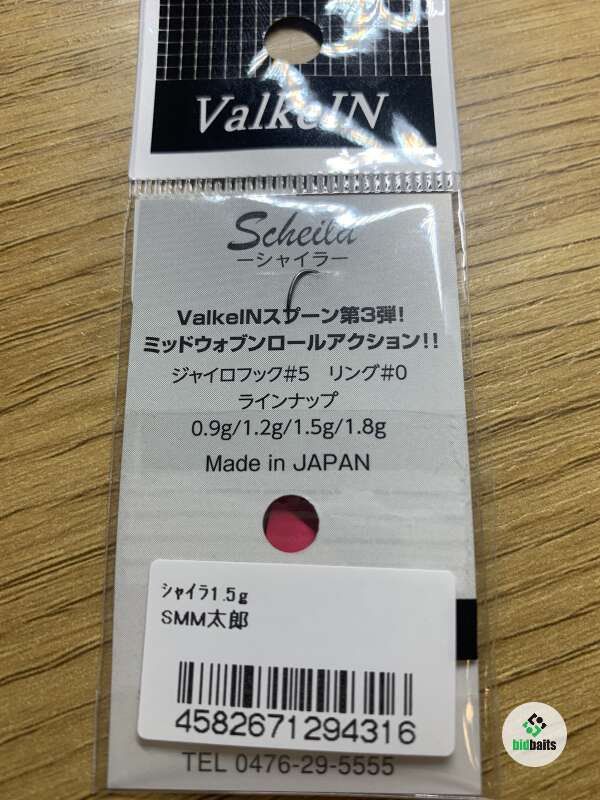 ValkeIN
Scheila
ーシャイラー
ValkeINスプーン第3弾!
ミッドウォブンロールアクション!!
ジャイロフック#5 リング#0
ラインナップ
0.9g/1.2g/1.5g/1.8g
Made in JAPAN
ｼｬｲﾗ1.5g
SMM太郎
4582671294316
TEL 0476-29-5555
bidbaits